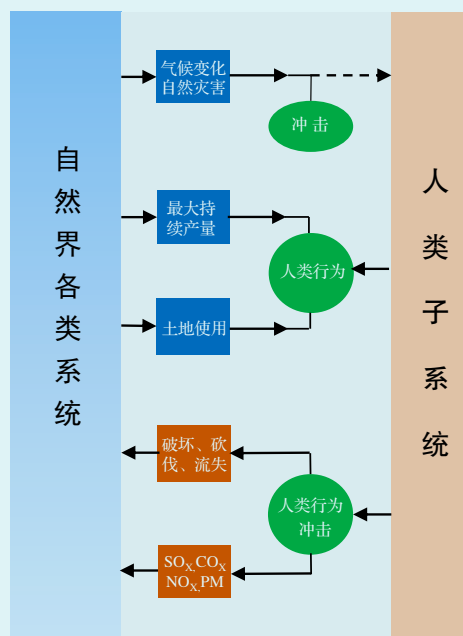 自然界各类系统
气候变化
自然灾害
冲击
最大持
续产量
人类行为
土地使用
破坏、砍
伐、流失
人类行为
冲击
SOX,COX
NOX,PM
人类子系统